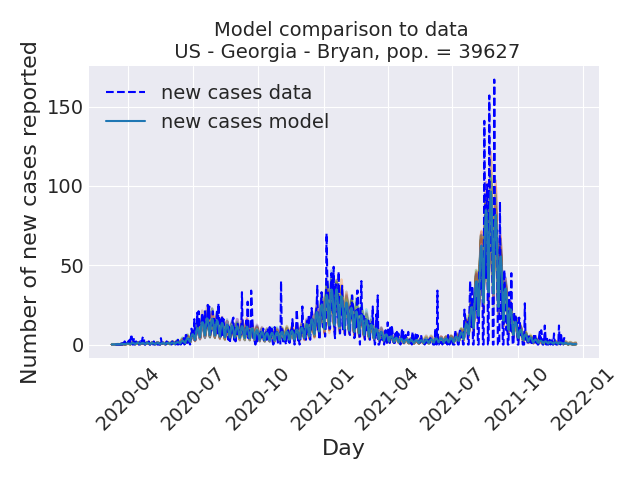 Model comparison to data
US - Georgia - Bryan, pop. = 39627
Number of new cases reported
150
100
50
0
new cases data
new cases model
2020-04
2020-07
2020-10
2021-01
2021-04
2021-07
2021-10
2022-01
Day